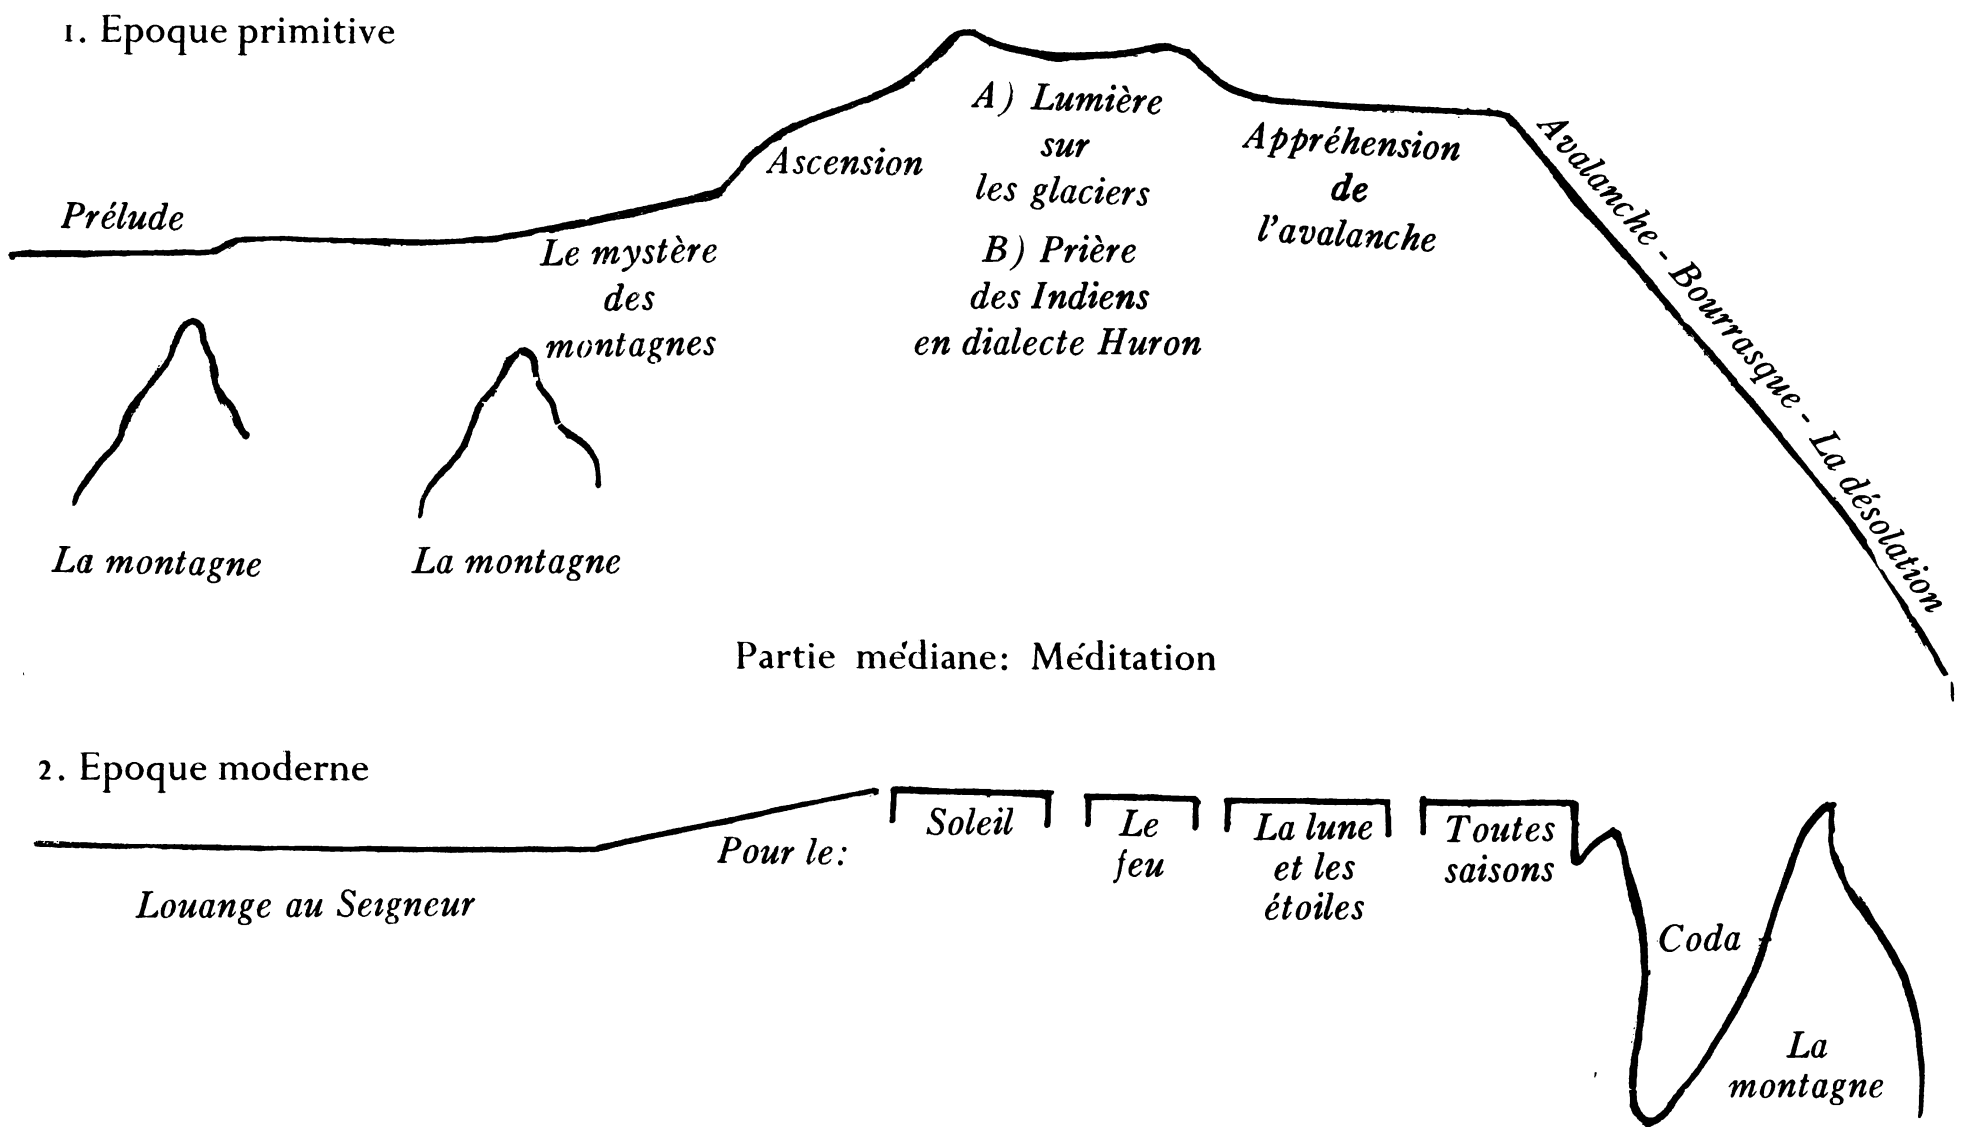 1. Epoque primitive
Prélude
Le mystère
des
montagnes
La montagne
La montagne
Ascension
A) Lumière
sur
les glaciers
B) Prière
des Indiens
en dialecte Huron
Appréhension
de
l'avalanche
Avalanche - Bourrasque - La désolation
Partie médiane: Méditation
2. Epoque moderne
Louange au Seigneur
Pour le:
Soleil
Le
feu
La lune
et les
étoiles
Toutes
saisons
Coda
La
montagne